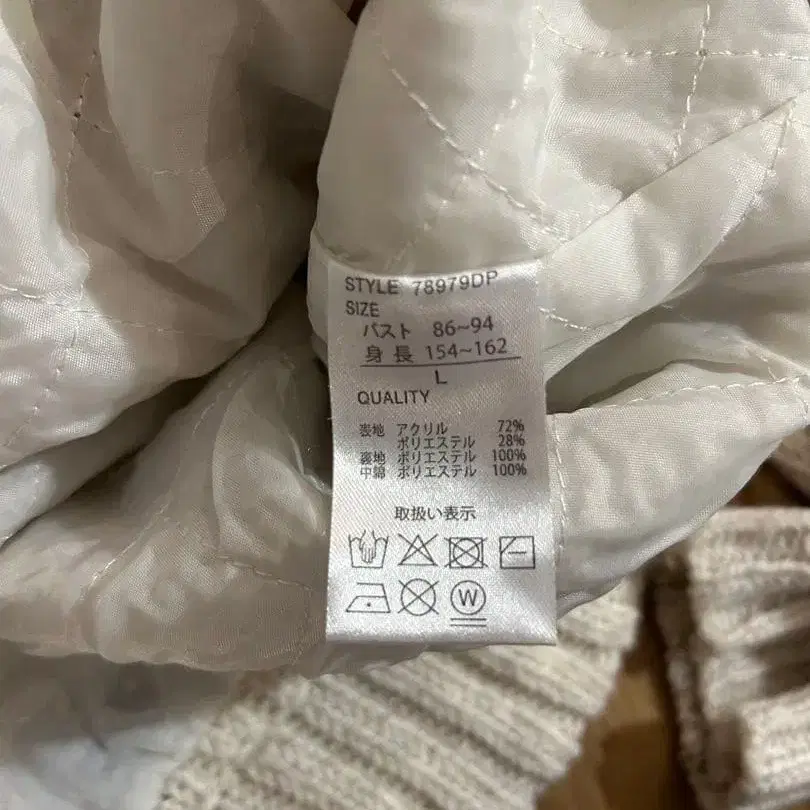 STYLE 78979DP
SIZE
バスト 86~94
身長 154~162
L
QUALITY
表地 アクリル 72%
ポリエステル 28%
裏地 ポリエステル 100%
中綿 ポリエステル 100%
取扱い表示
W